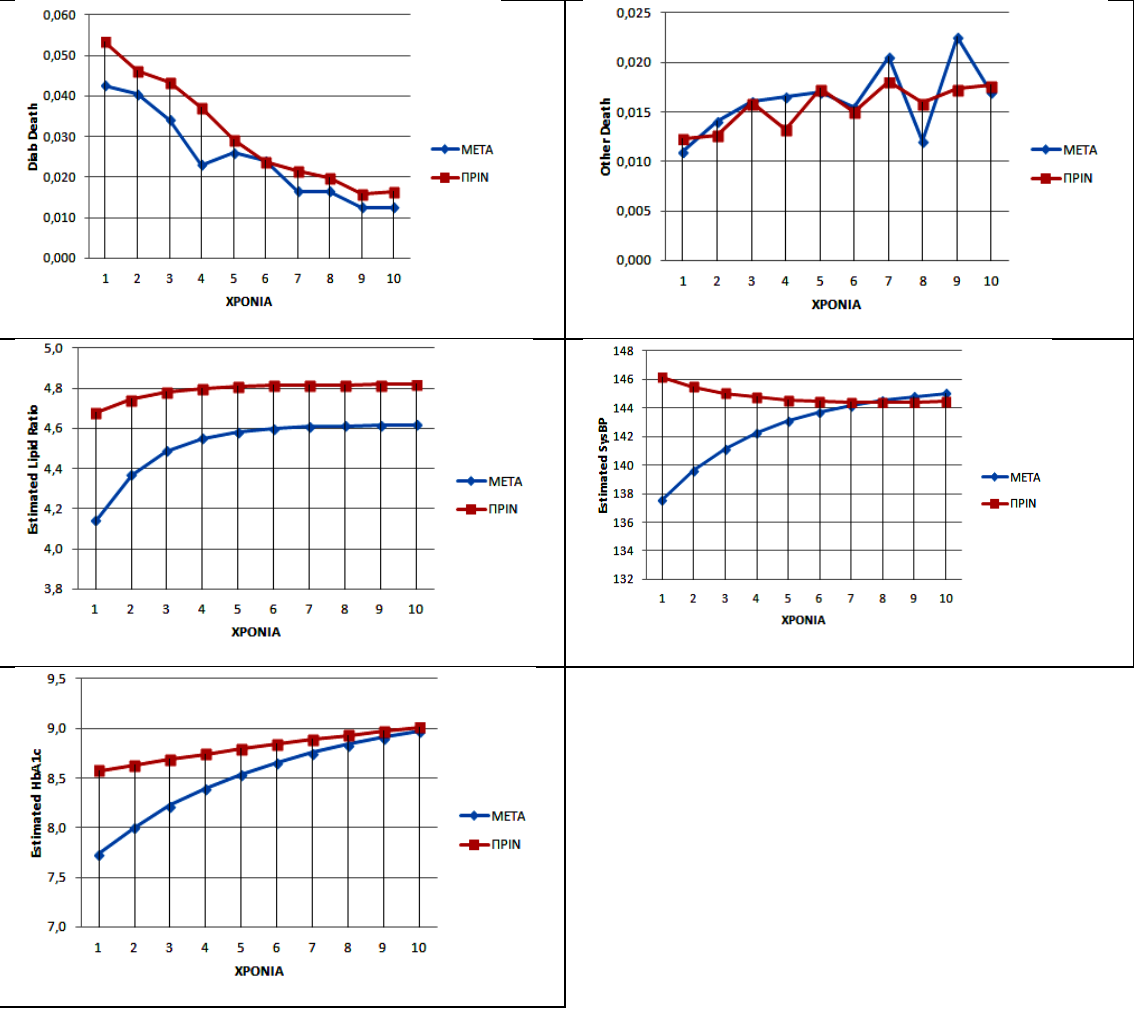 0,060
0,050
0,040
0,030
0,020
0,010
0,000
Diab Death
1 2 3 4 5 6 7 8 9 10
ΧΡΟΝΙΑ
ΜΕΤΑ
ΠΡΙΝ
0,025
0,020
0,015
0,010
0,005
0,000
Other Death
1 2 3 4 5 6 7 8 9 10
ΧΡΟΝΙΑ
ΜΕΤΑ
ΠΡΙΝ
5,0
4,8
4,6
4,4
4,2
4,0
3,8
Estimated Lipid Ratio
1 2 3 4 5 6 7 8 9 10
ΧΡΟΝΙΑ
ΜΕΤΑ
ΠΡΙΝ
148
146
144
142
140
138
136
134
132
Estimated SysBP
1 2 3 4 5 6 7 8 9 10
ΧΡΟΝΙΑ
ΜΕΤΑ
ΠΡΙΝ
9,5
9,0
8,5
8,0
7,5
7,0
Estimated HbA1c
1 2 3 4 5 6 7 8 9 10
ΧΡΟΝΙΑ
ΜΕΤΑ
ΠΡΙΝ